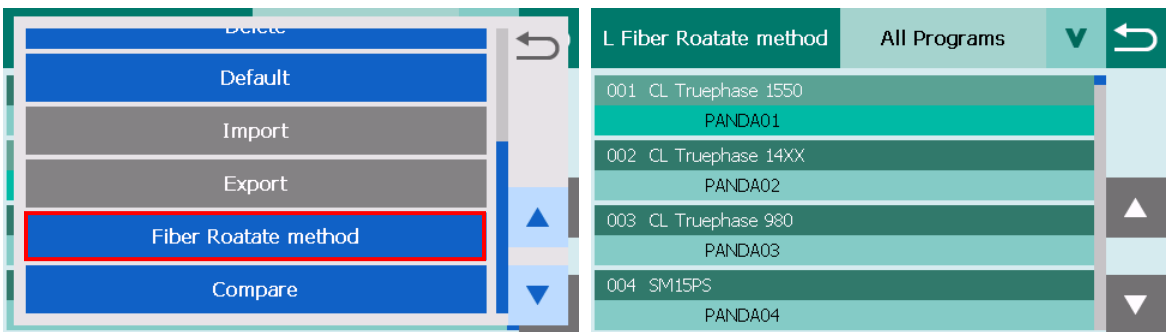 Delete
Default
Import
Export
Fiber Roatate method
Compare
L Fiber Roatate method All Programs V
001 CL Truephase 1550
PANDA01
002 CL Truephase 14XX
PANDA02
003 CL Truephase 980
PANDA03
004 SM15PS
PANDA04